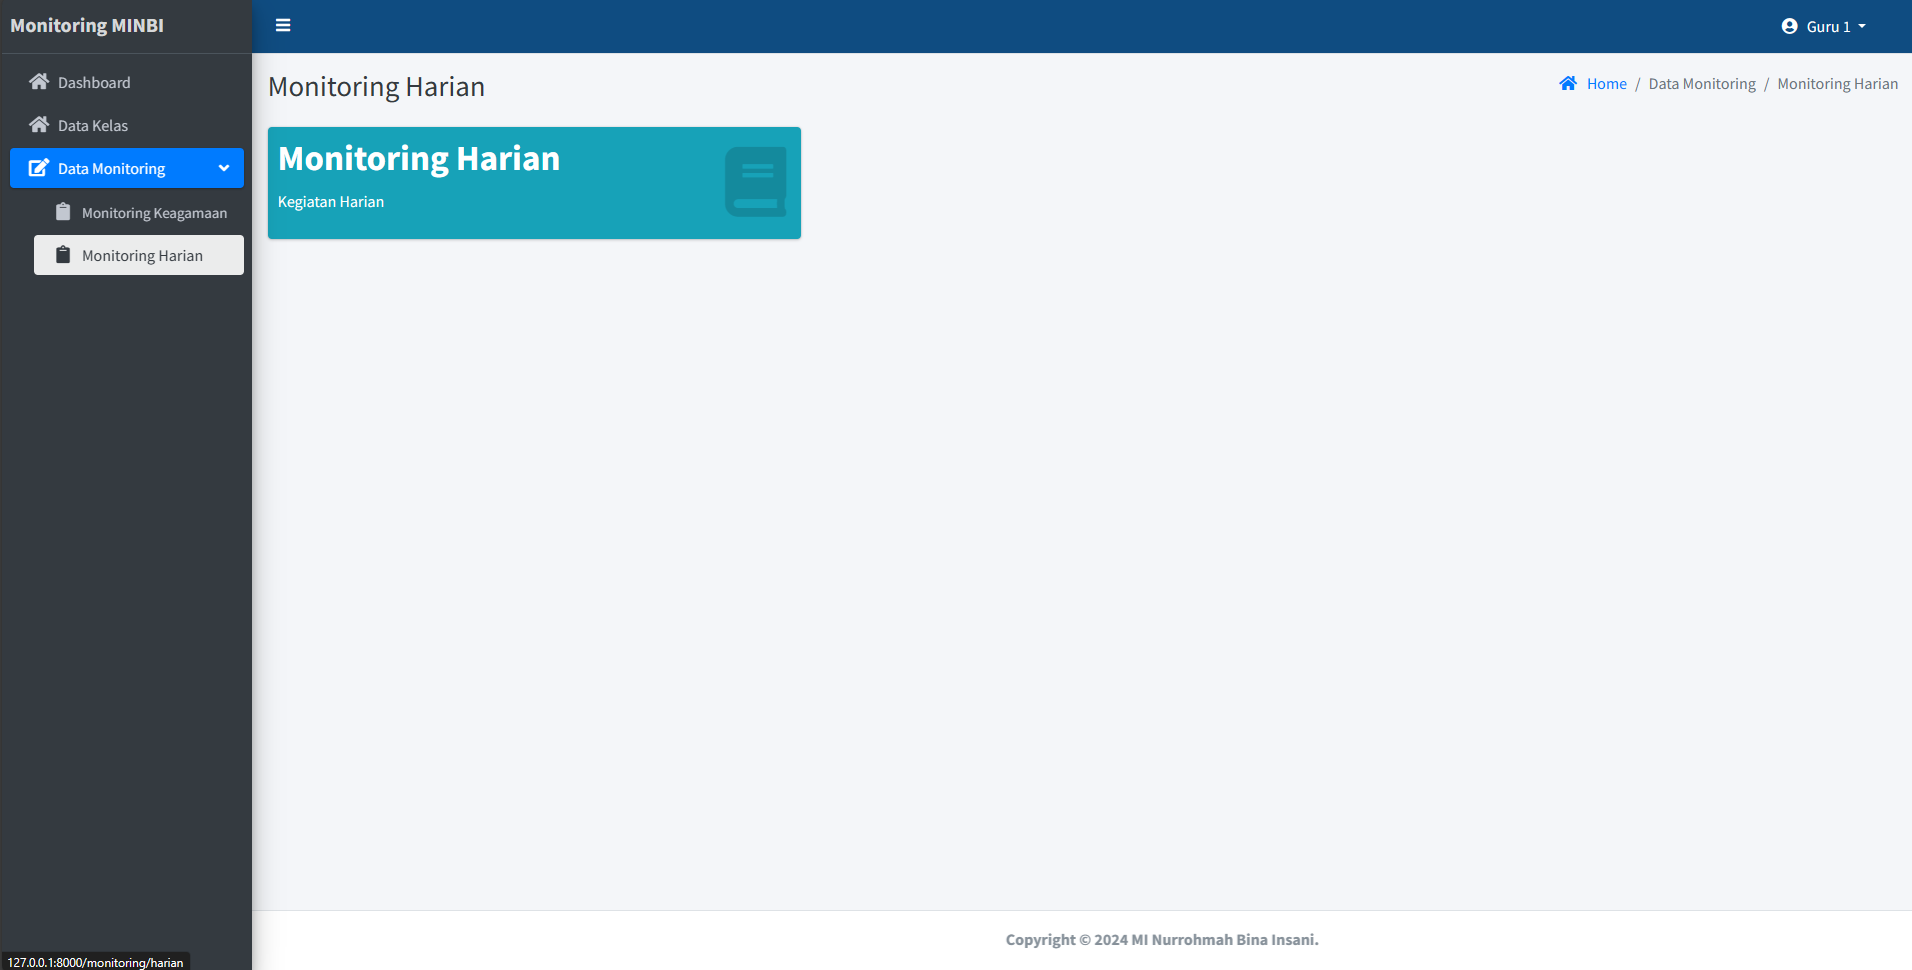 Monitoring MINBI
Guru 1
Dashboard
Data Kelas
Data Monitoring
Monitoring Keagamaan
Monitoring Harian
Monitoring Harian
Home / Data Monitoring / Monitoring Harian
Monitoring Harian
Kegiatan Harian
Copyright © 2024 MI Nurrohmah Bina Insani.
127.0.0.1:8000/monitoring/harian